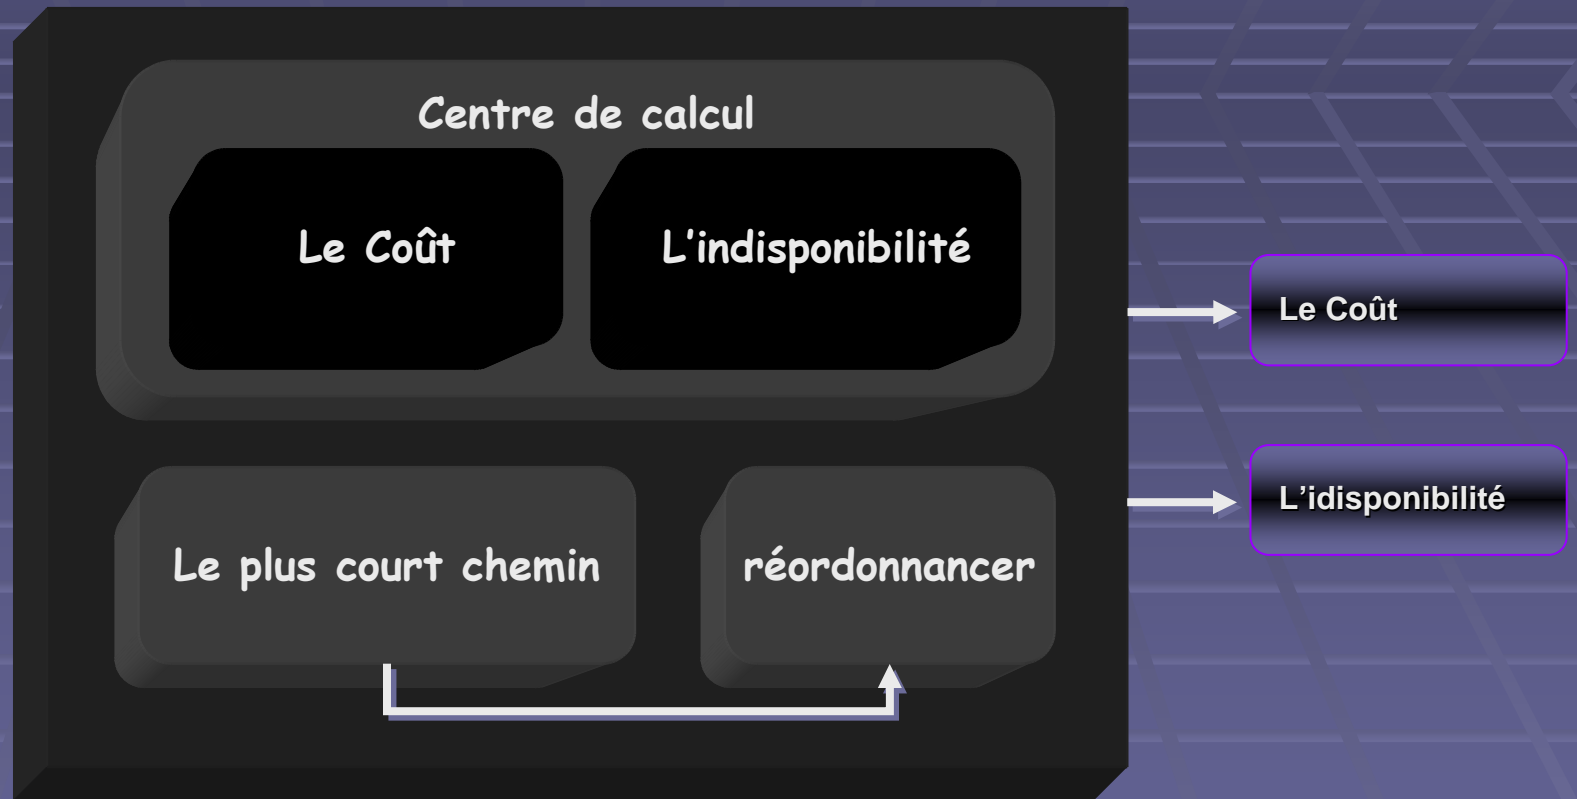 Centre de calcul
Le Coût
L'indisponibilité
Le Coût
L’idisponibilité
Le plus court chemin
réordonnancer